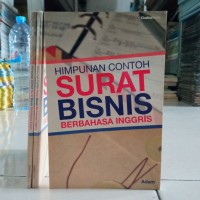 HIMPUNAN CONTOH
SURAT
BISNIS
BERBAHASA INGGRIS